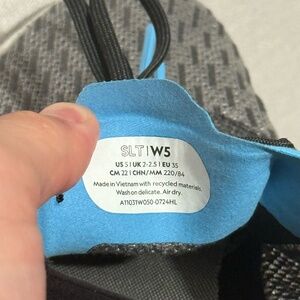 SLT | W5
US 5 | UK 2-2.5 | EU 35
CM 22 | CHN/MM 220/84
Made in Vietnam with recycled materials.
Wash on delicate. Air dry.
A11031W050-0724HL